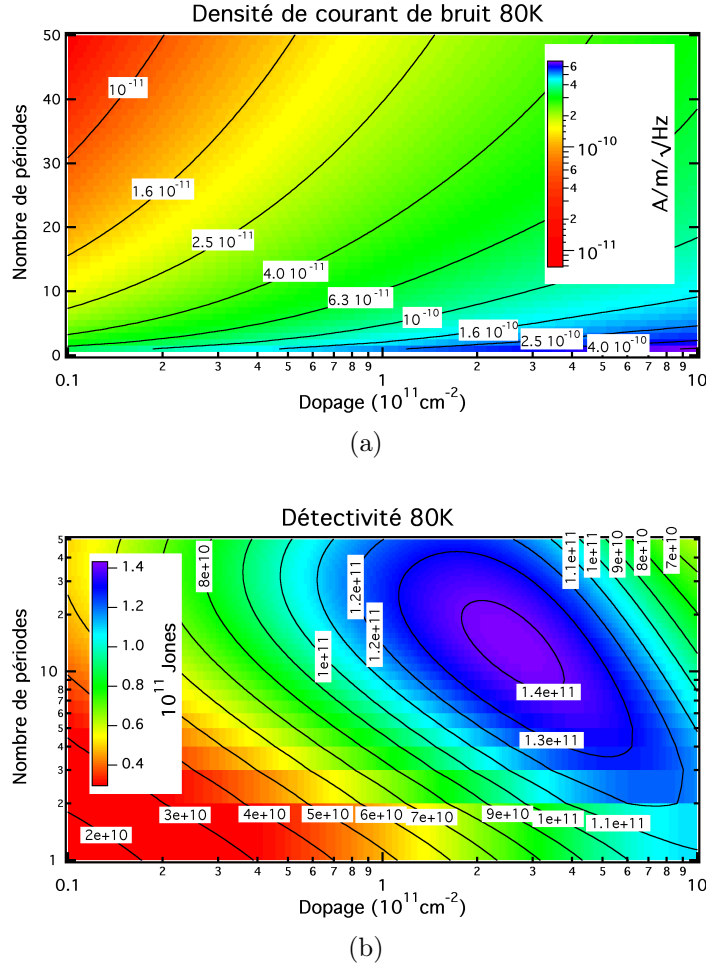 Densité de courant de bruit 80K
Nombre de périodes
50
40
30
20
10
0
10^-11
1.6 10^-11
2.5 10^-11
4.0 10^-11
6.3 10^-11
10^-10
1.6 10^-10
2.5 10^-10
4.0 10^-10
6
4
2
10^-10
6
4
2
10^-11
A/m/√Hz
0.1 2 3 4 5 6 7 8 9 1 2 3 4 5 6 7 8 9 10
Dopage (10^11 cm^-2)
(a)
Détectivité 80K
Nombre de périodes
5
4
3
2
10
9
8
7
6
5
4
3
2
1
1.4
1.2
1.0
0.8
0.6
0.4
10^11 Jones
8e+10
1e+11
1.2e+11
1.2e+11
1.1e+11
1e+11
9e+10
8e+10
7e+10
1.4e+11
1.3e+11
2e+10
3e+10
4e+10
5e+10
6e+10
7e+10
9e+10
1e+11
1.1e+11
0.1 2 3 4 5 6 7 8 9 1 2 3 4 5 6 7 8 9 10
Dopage (10^11 cm^-2)
(b)